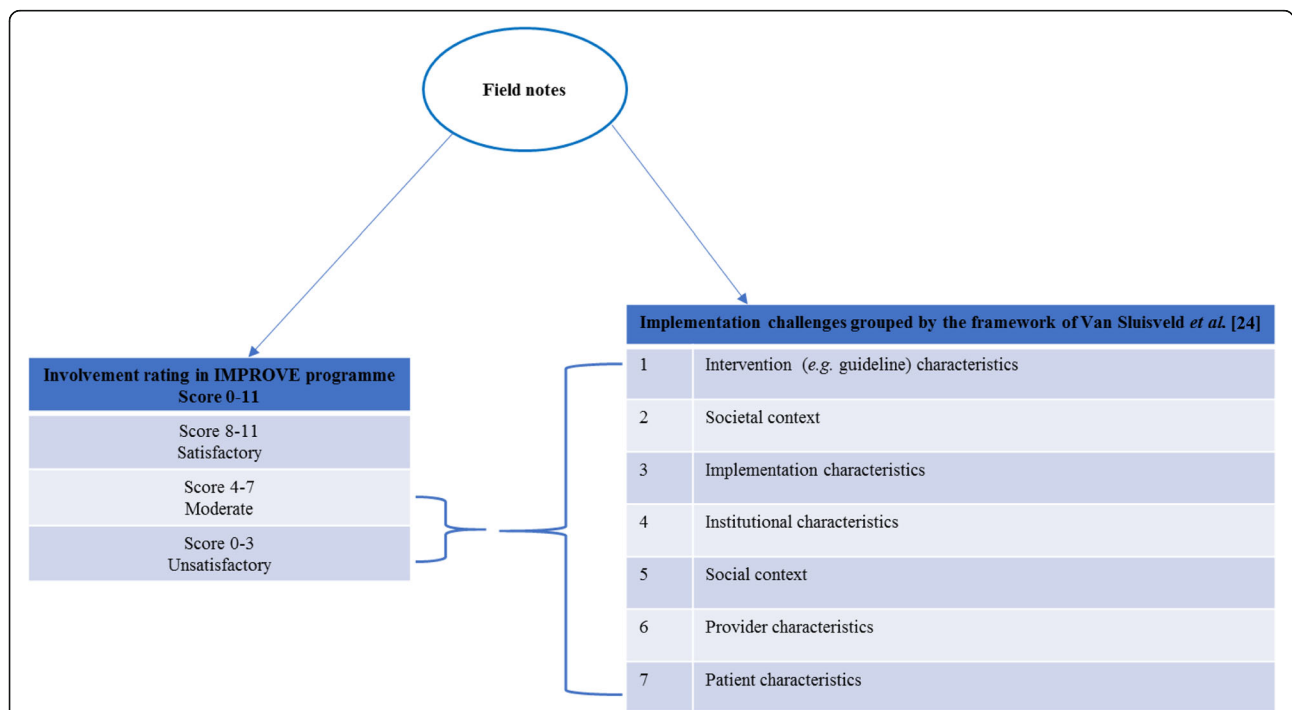 Field notes
Involvement rating in IMPROVE programme
Score 0-11
Score 8-11
Satisfactory
Score 4-7
Moderate
Score 0-3
Unsatisfactory
Implementation challenges grouped by the framework of Van Sluisveld et al. [24]
1 Intervention (e.g. guideline) characteristics
2 Societal context
3 Implementation characteristics
4 Institutional characteristics
5 Social context
6 Provider characteristics
7 Patient characteristics